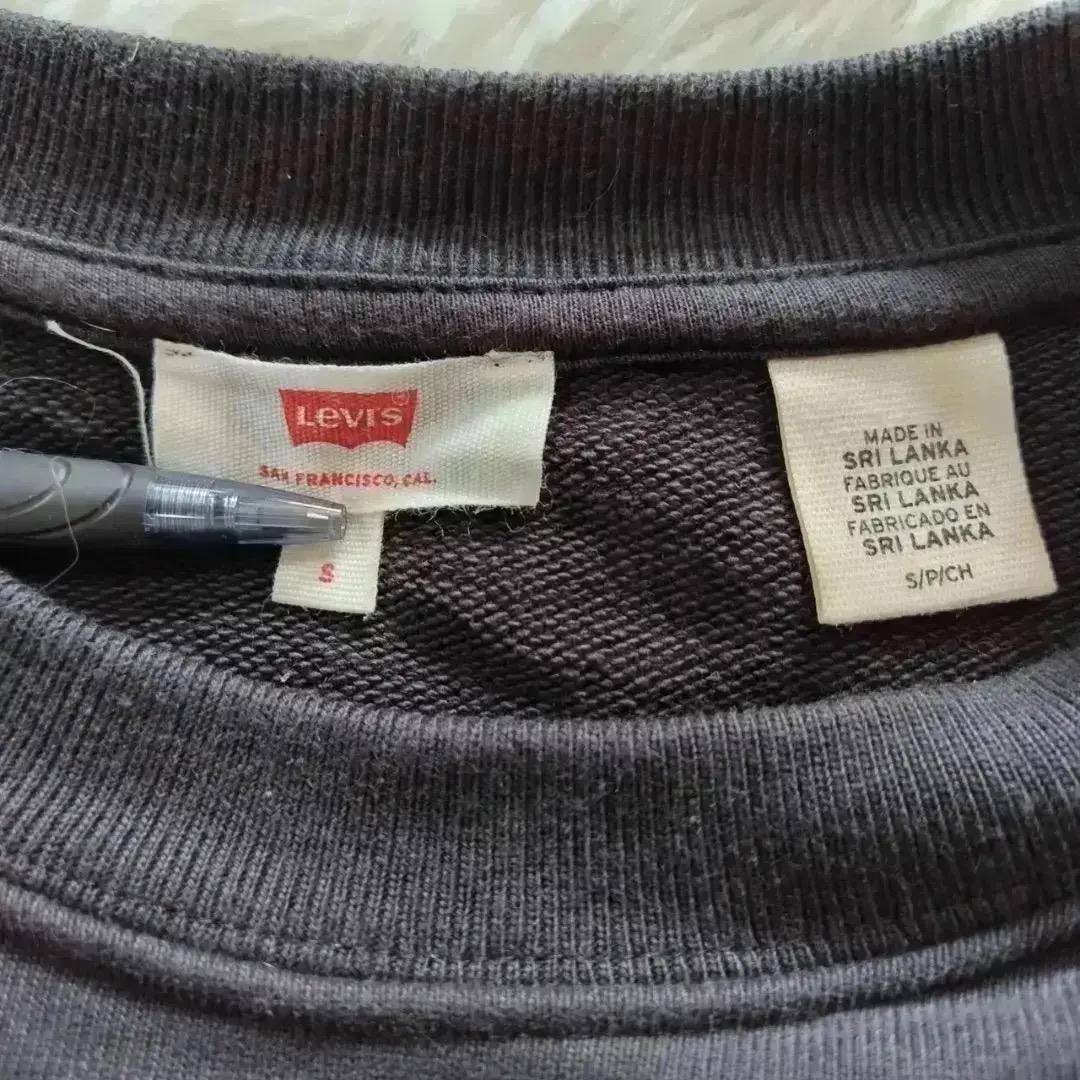 LEVI'S
®
SAN FRANCISCO, CAL.
S
MADE IN
SRI LANKA
FABRIQUE AU
SRI LANKA
FABRICADO EN
SRI LANKA
S/P/CH